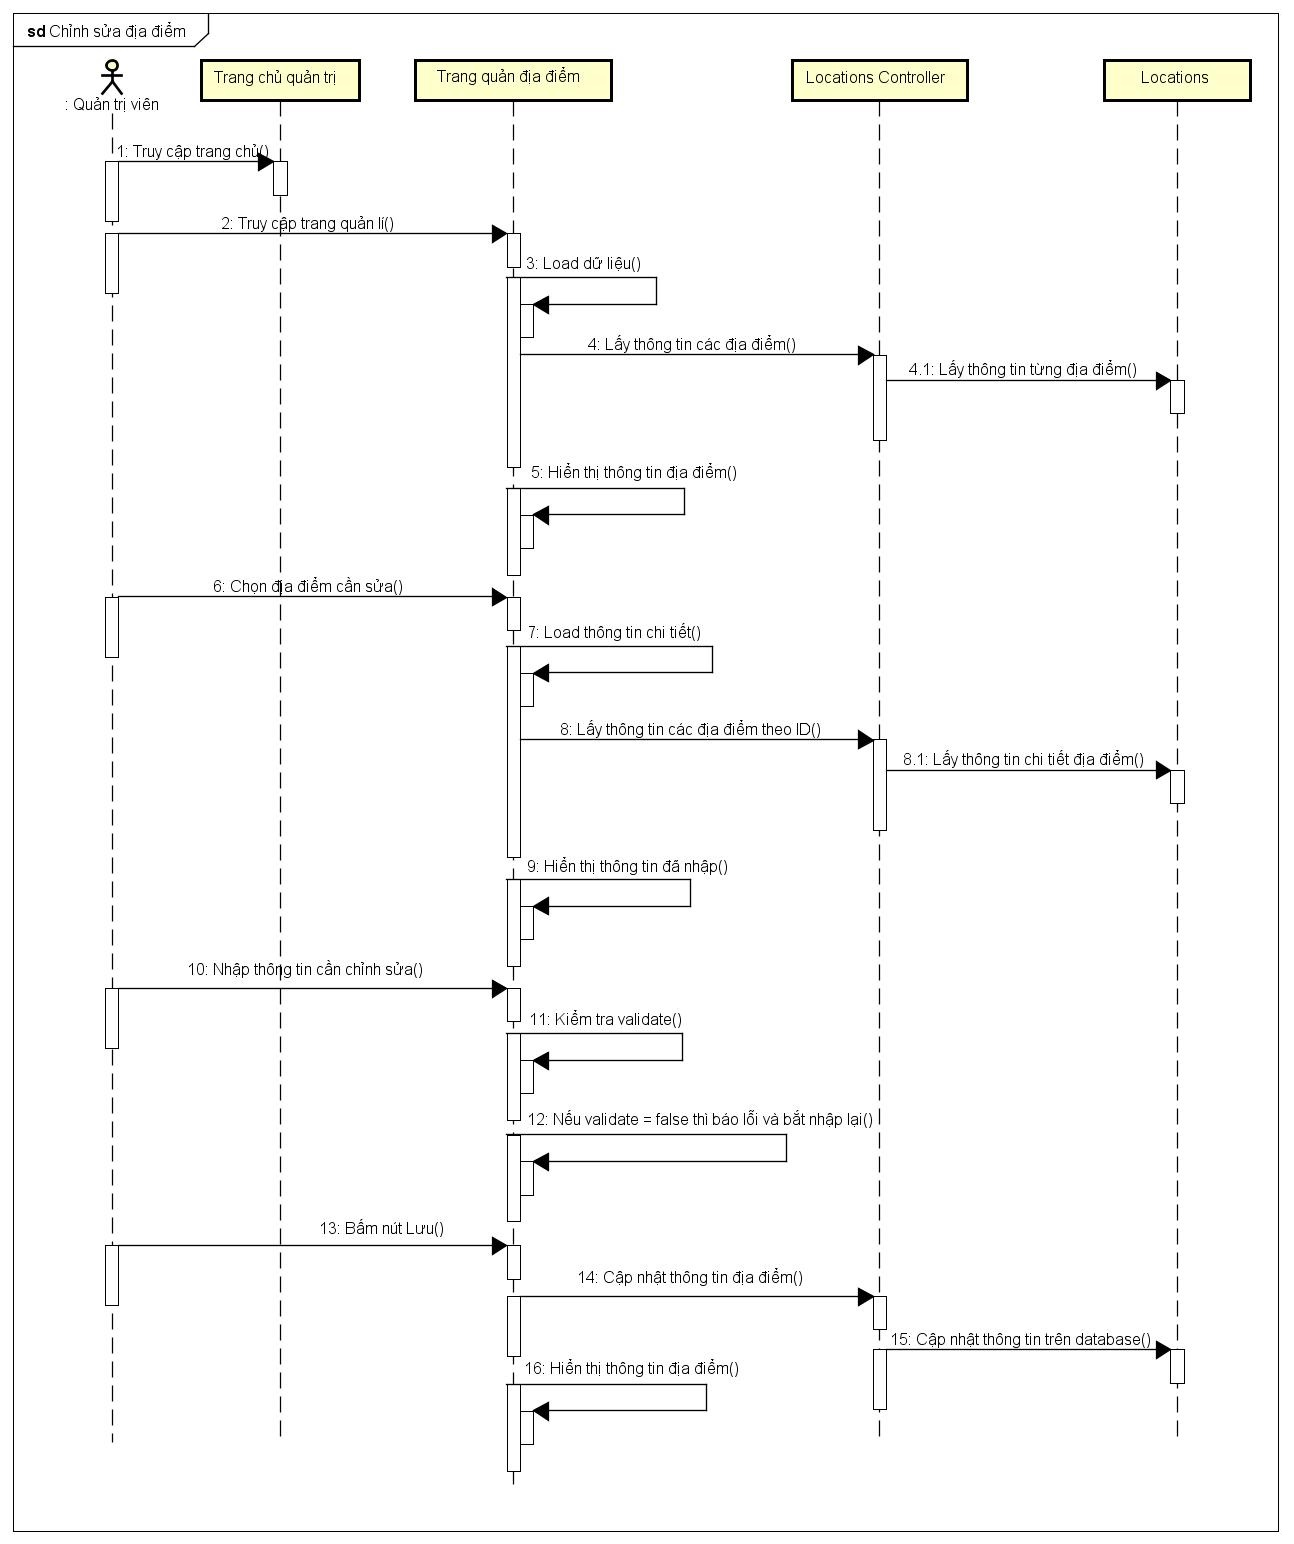 sd Chỉnh sửa địa điểm
: Quản trị viên
Trang chủ quản trị
Trang quản địa điểm
Locations Controller
Locations
1: Truy cập trang chủ()
2: Truy cập trang quản lí()
3: Load dữ liệu()
4: Lấy thông tin các địa điểm()
4.1: Lấy thông tin từng địa điểm()
5: Hiển thị thông tin địa điểm()
6: Chọn địa điểm cần sửa()
7: Load thông tin chi tiết()
8: Lấy thông tin các địa điểm theo ID()
8.1: Lấy thông tin chi tiết địa điểm()
9: Hiển thị thông tin đã nhập()
10: Nhập thông tin cần chỉnh sửa()
11: Kiểm tra validate()
12: Nếu validate = false thì báo lỗi và bắt nhập lại()
13: Bấm nút Lưu()
14: Cập nhật thông tin địa điểm()
15: Cập nhật thông tin trên database()
16: Hiển thị thông tin địa điểm()